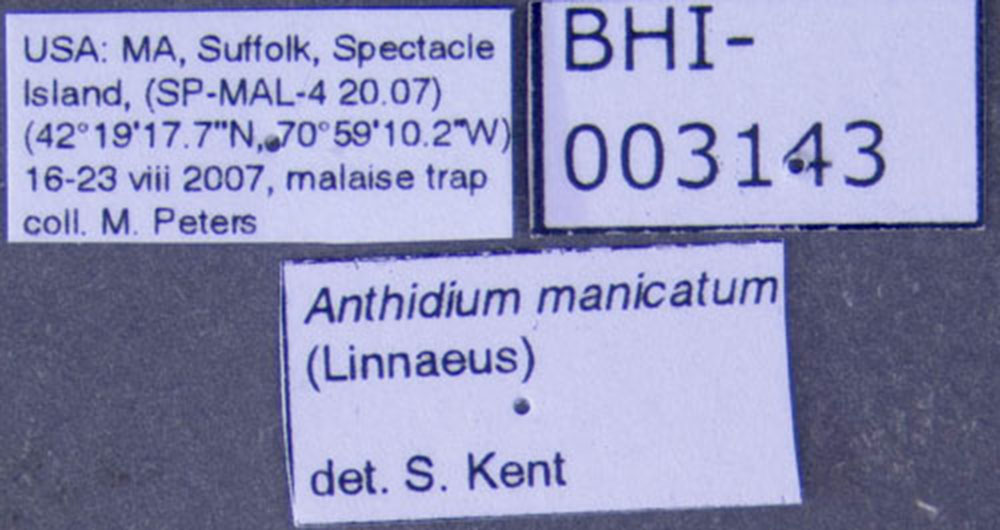 USA: MA, Suffolk, Spectacle
Island, (SP-MAL-4 20.07)
(42°19'17.7"N, 70°59'10.2"W)
16-23 viii 2007, malaise trap
coll. M. Peters
BHI-
003143
Anthidium manicatum
(Linnaeus)
det. S. Kent